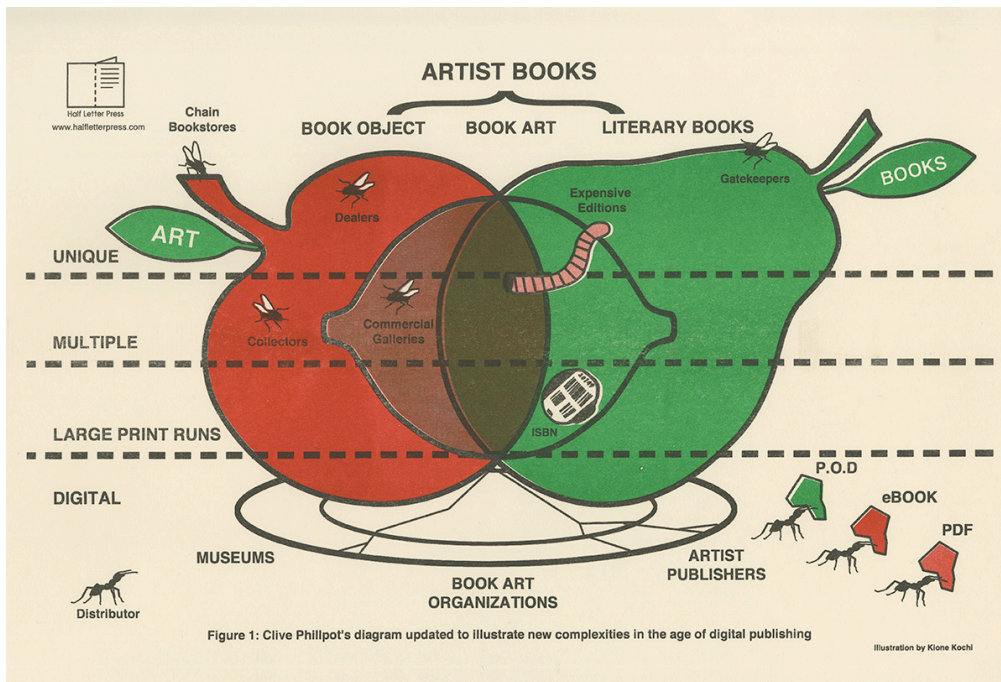 ARTIST BOOKS
Half Letter Press
www.halfletterpress.com
Chain
Bookstores
BOOK OBJECT
BOOK ART
LITERARY BOOKS
Gatekeepers
BOOKS
Dealers
Expensive
Editions
ART
UNIQUE
Collectors
Commercial
Galleries
MULTIPLE
ISBN
LARGE PRINT RUNS
P.O.D
DIGITAL
eBOOK
PDF
MUSEUMS
ARTIST
PUBLISHERS
BOOK ART
ORGANIZATIONS
Distributor
Figure 1: Clive Phillpot's diagram updated to illustrate new complexities in the age of digital publishing
Illustration by Kione Kochi